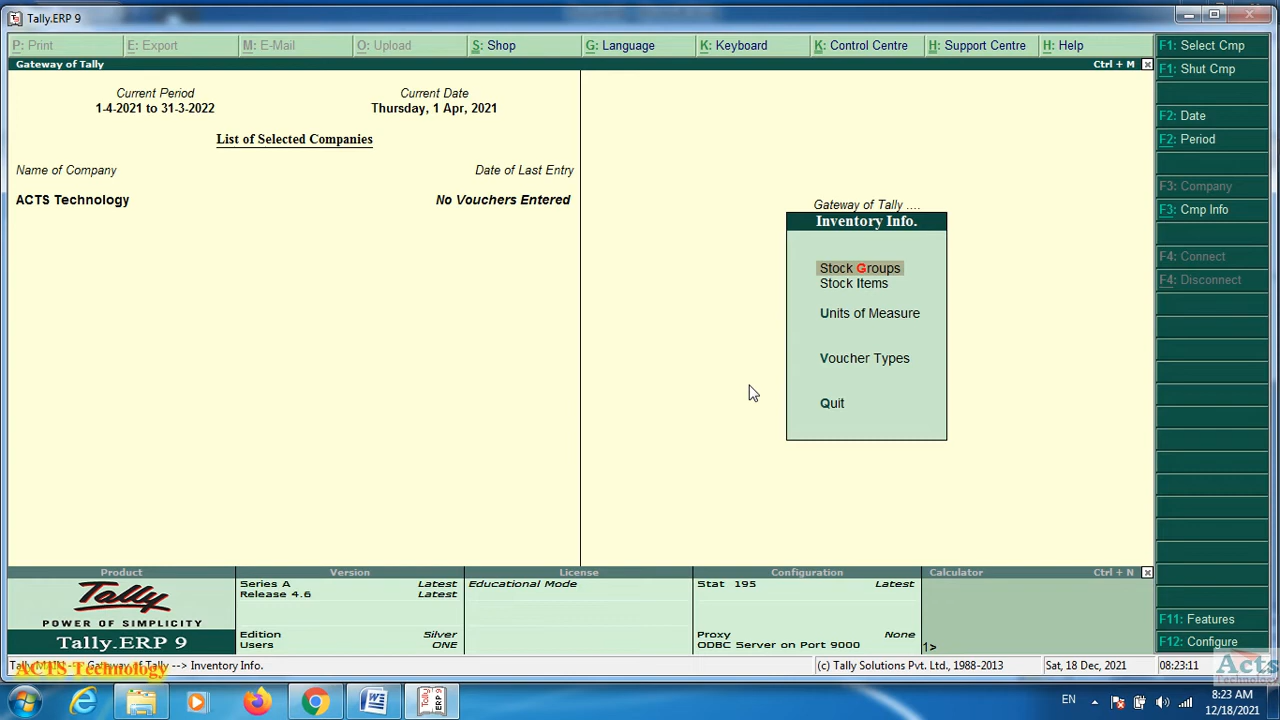 Tally.ERP 9
P: Print
E: Export
M: E-Mail
O: Upload
S: Shop
G: Language
K: Keyboard
K: Control Centre
H: Support Centre
H: Help
Gateway of Tally
Ctrl + M
Current Period
1-4-2021 to 31-3-2022
Current Date
Thursday, 1 Apr, 2021
List of Selected Companies
Name of Company
Date of Last Entry
ACTS Technology
No Vouchers Entered
Gateway of Tally ....
Inventory Info.
Stock Groups
Stock Items
Units of Measure
Voucher Types
Quit
F1: Select Cmp
F1: Shut Cmp
F2: Date
F2: Period
F3: Company
F3: Cmp Info
F4: Connect
F4: Disconnect
F11: Features
F12: Configure
Product
Tally
POWER OF SIMPLICITY
Tally.ERP 9
Version
Series A Latest
Release 4.6 Latest
Edition Silver
Users ONE
License
Educational Mode
Configuration
Stat 195 Latest
Proxy None
ODBC Server on Port 9000
Calculator
Ctrl + N
1>
Gateway of Tally --> Inventory Info.
ACTS Technology
(c) Tally Solutions Pvt. Ltd., 1988-2013
Sat, 18 Dec, 2021
08:23:11
Acts
Technology
EN
8:23 AM
12/18/2021